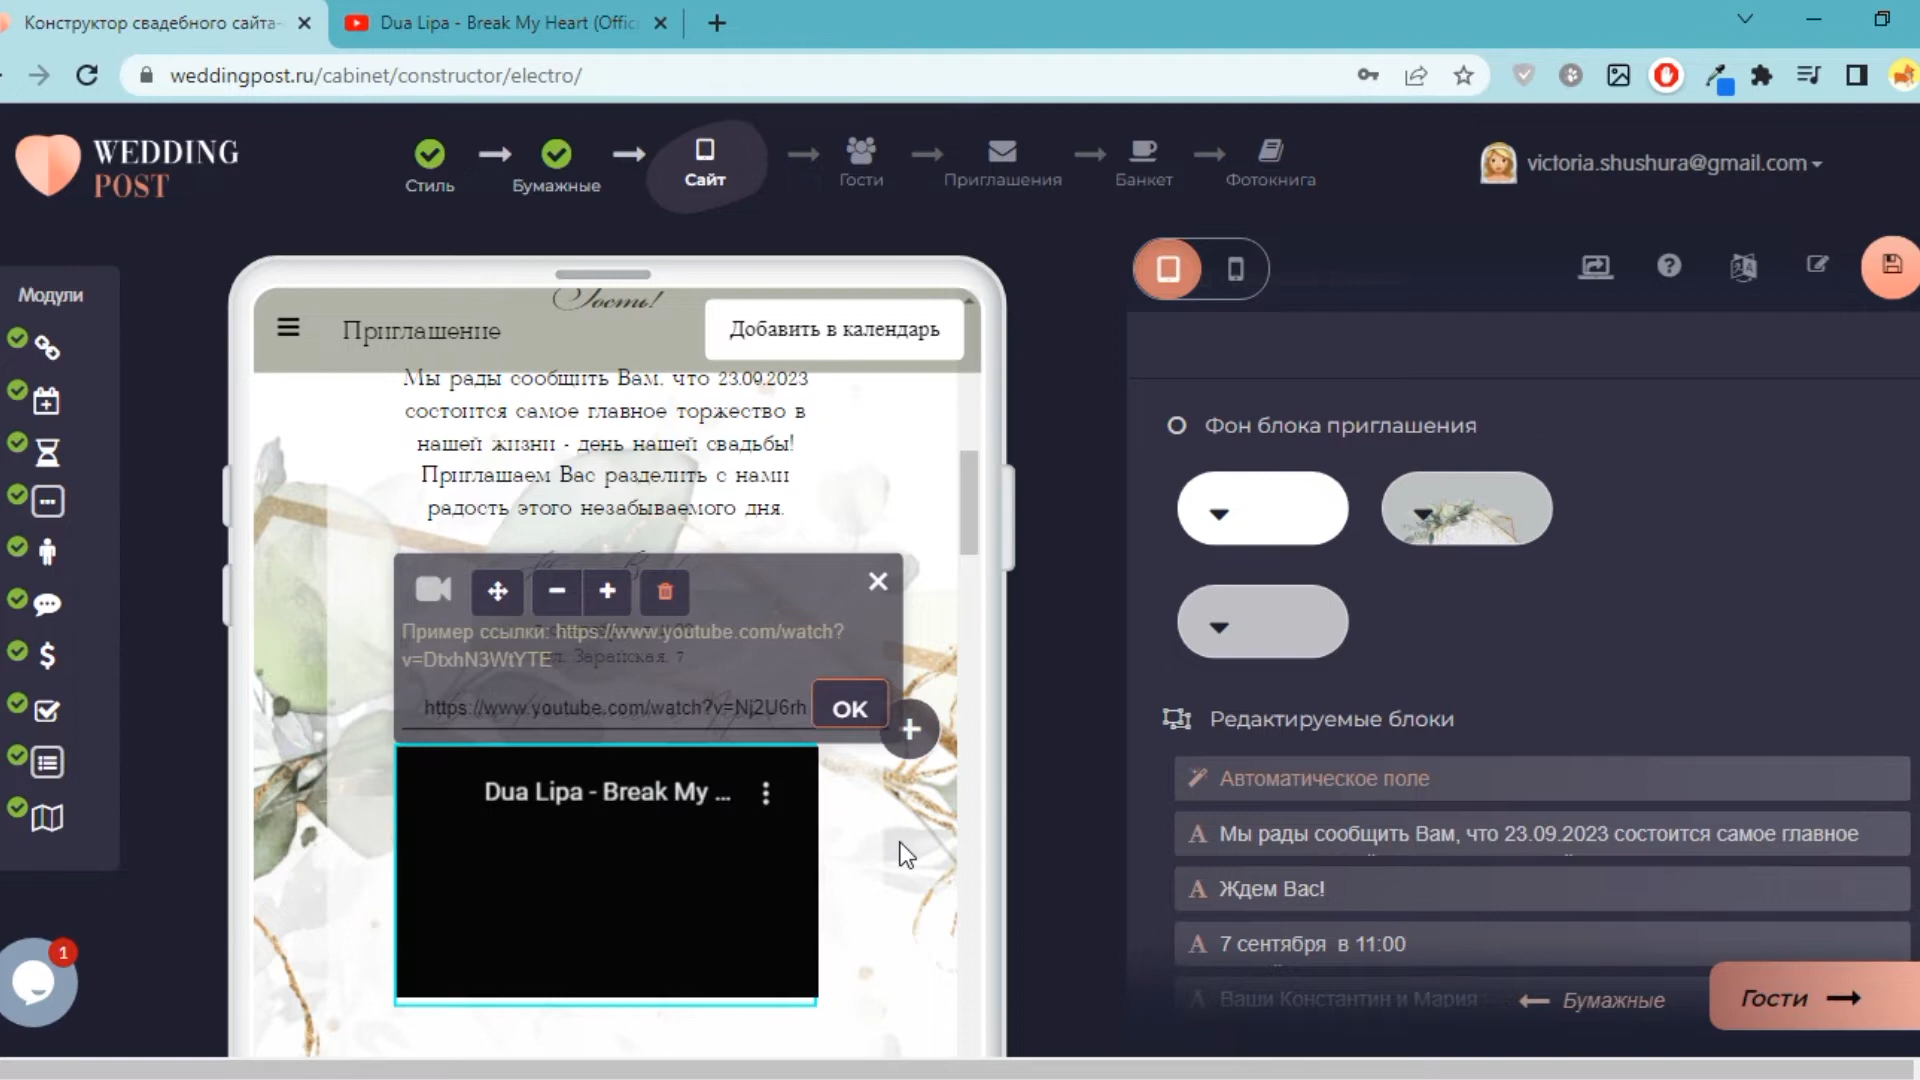 Конструктор свадебного сайта-
Dua Lipa - Break My Heart (Offic
weddingpost.ru/cabinet/constructor/electro/
WEDDING
POST
Стиль
Бумажные
Сайт
Гости
Приглашения
Банкет
Фотокнига
victoria.shushura@gmail.com
Модули
Гость!
Приглашение
Добавить в календарь
Мы рады сообщить Вам, что 23.09.2023
состоится самое главное торжество в
нашей жизни - день нашей свадьбы!
Приглашаем Вас разделить с нами
радость этого незабываемого дня.
Пример ссылки: https://www.youtube.com/watch?
v=DtxhN3WtYTE
Зарайская, 7
https://www.youtube.com/watch?v=Nj2U6rh
OK
Dua Lipa - Break My ...
Фон блока приглашения
Редактируемые блоки
Автоматическое поле
Мы рады сообщить Вам, что 23.09.2023 состоится самое главное
Ждем Вас!
7 сентября в 11:00
Ваши Константин и Мария
Бумажные
Гости
1